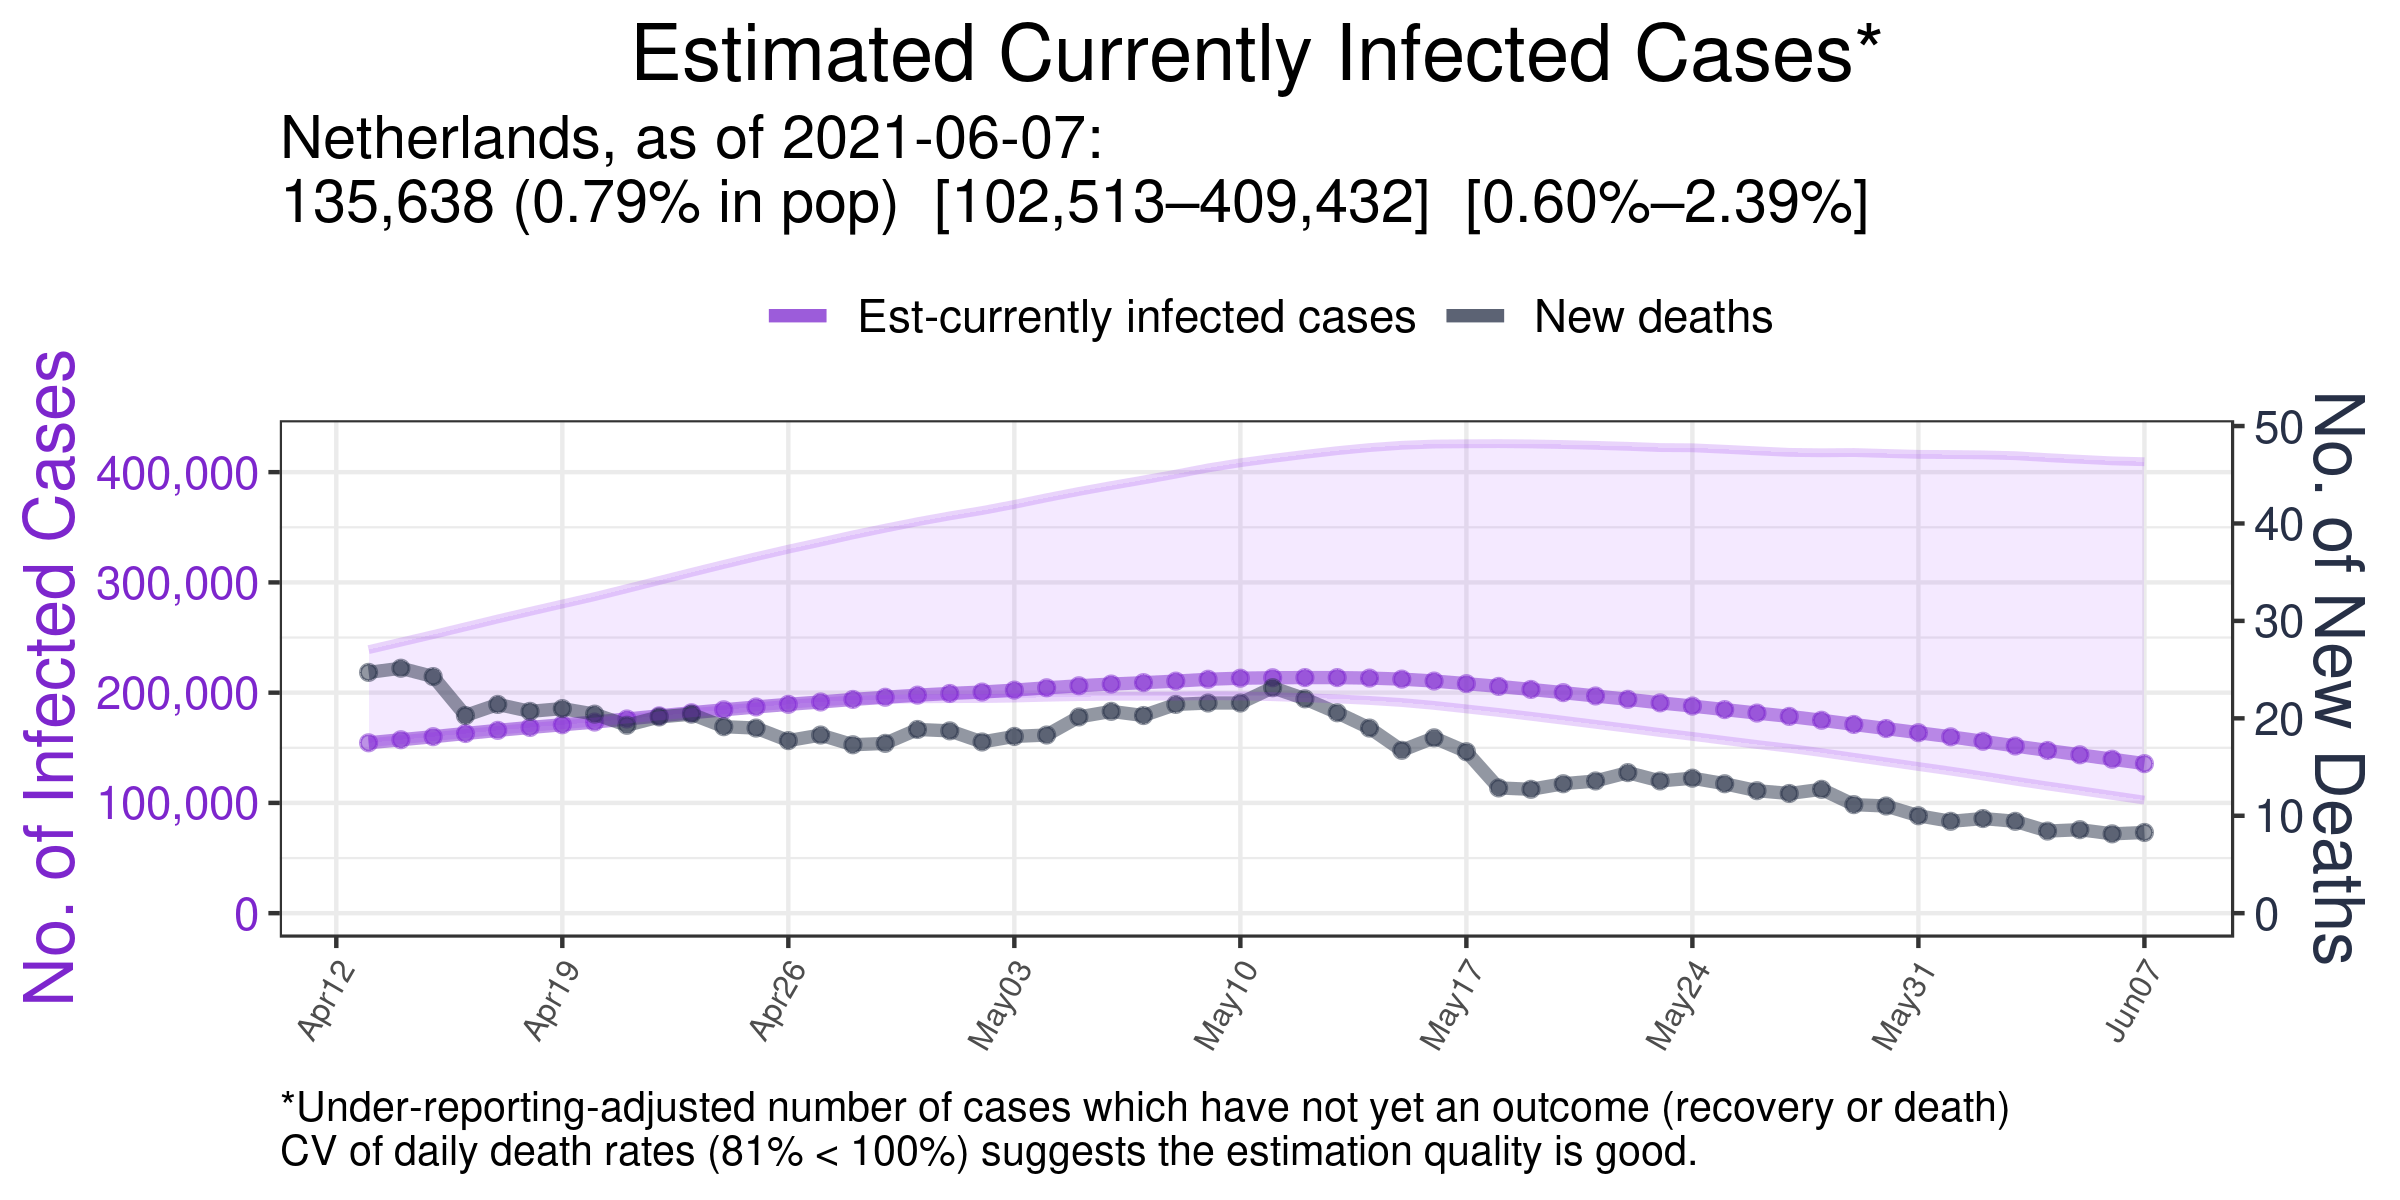 Estimated Currently Infected Cases*
Netherlands, as of 2021-06-07:
135,638 (0.79% in pop) [102,513–409,432] [0.60%–2.39%]
Est-currently infected cases
New deaths
No. of Infected Cases
400,000
300,000
200,000
100,000
0
50
40
30
20
10
0
No. of New Deaths
Apr12
Apr19
Apr26
May03
May10
May17
May24
May31
Jun07
*Under-reporting-adjusted number of cases which have not yet an outcome (recovery or death)
CV of daily death rates (81% < 100%) suggests the estimation quality is good.